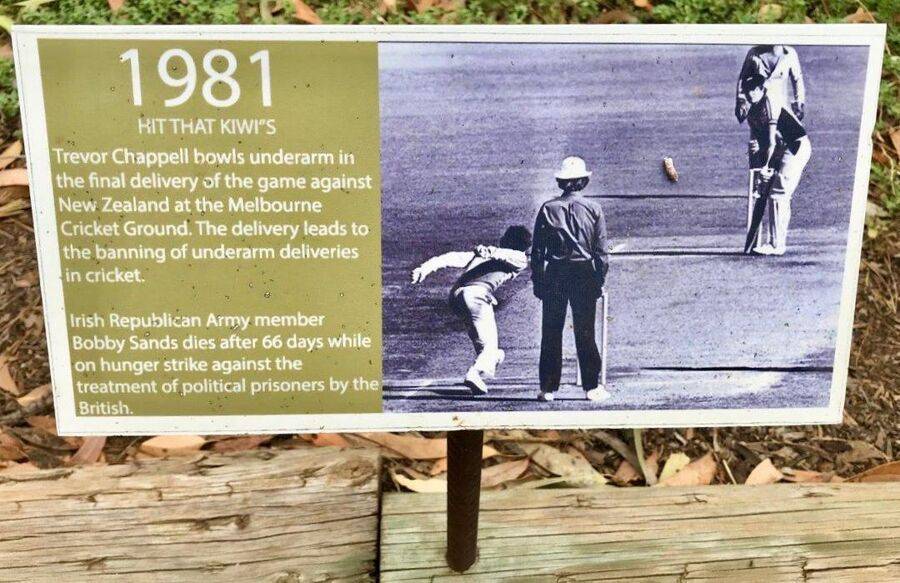 1981
HIT THAT KIWI"S
Trevor Chappell bowls underarm in
the final delivery of the game against
New Zealand at the Melbourne
Cricket Ground. The delivery leads to
the banning of underarm deliveries
in cricket.
Irish Republican Army member
Bobby Sands dies after 66 days while
on hunger strike against the
treatment of political prisoners by the
British.